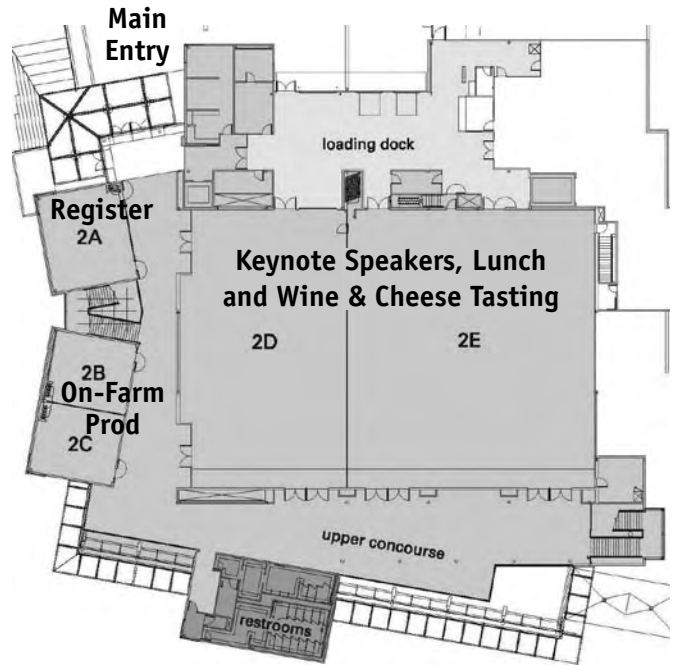 Main
Entry
loading dock
Register
2A
Keynote Speakers, Lunch
and Wine & Cheese Tasting
2D
2E
2B
On-Farm
Prod
2C
upper concourse
restrooms